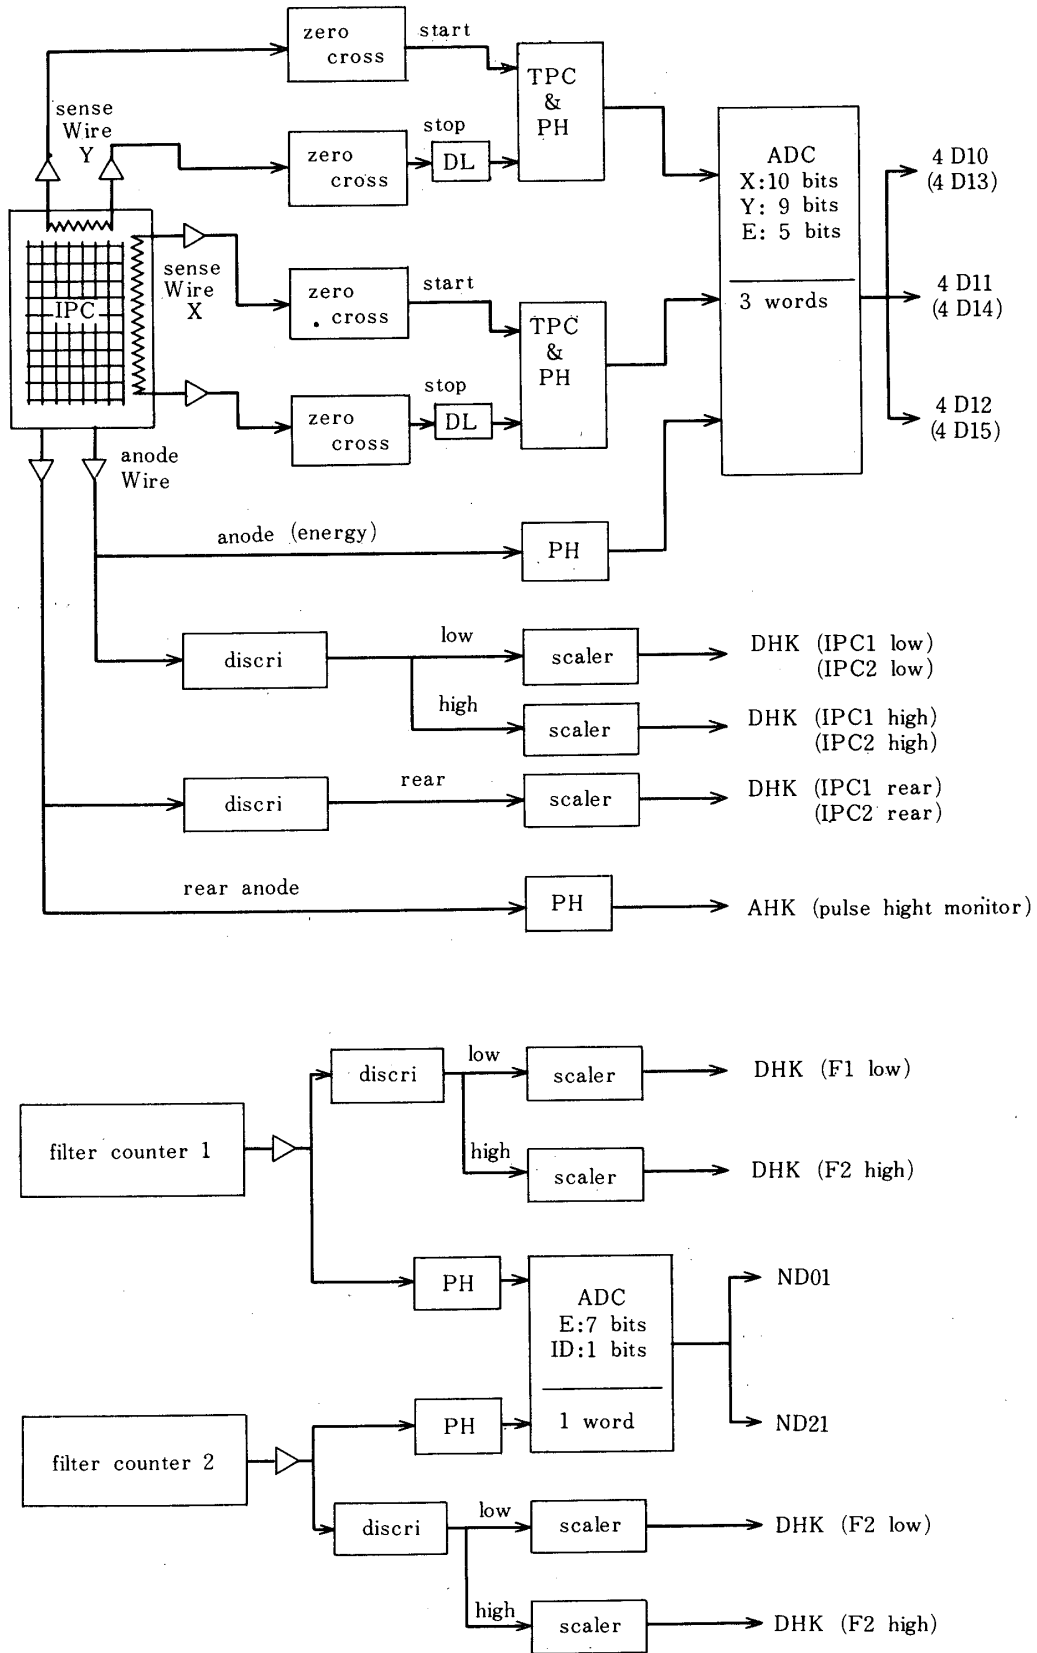 zero
cross
start
TPC
&
PH
sense
Wire
Y
zero
cross
stop
DL
ADC
X:10 bits
Y: 9 bits
E: 5 bits
3 words
4 D10
(4 D13)
4 D11
(4 D14)
4 D12
(4 D15)
IPC
sense
Wire
X
zero
cross
start
TPC
&
PH
zero
cross
stop
DL
anode
Wire
anode (energy)
PH
discri
low
scaler
DHK (IPC1 low)
(IPC2 low)
high
scaler
DHK (IPC1 high)
(IPC2 high)
discri
rear
scaler
DHK (IPC1 rear)
(IPC2 rear)
rear anode
PH
AHK (pulse hight monitor)
filter counter 1
discri
low
scaler
DHK (F1 low)
high
scaler
DHK (F2 high)
PH
ADC
E:7 bits
ID:1 bits
1 word
ND01
ND21
filter counter 2
PH
discri
low
scaler
DHK (F2 low)
high
scaler
DHK (F2 high)